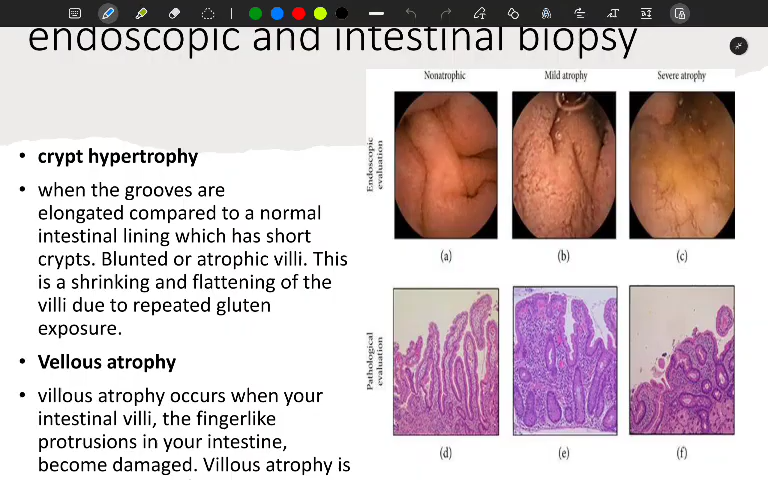 endoscopic and intestinal biopsy
• crypt hypertrophy
• when the grooves are
elongated compared to a normal
intestinal lining which has short
crypts. Blunted or atrophic villi. This
is a shrinking and flattening of the
villi due to repeated gluten
exposure.
• Vellous atrophy
• villous atrophy occurs when your
intestinal villi, the fingerlike
protrusions in your intestine,
become damaged. Villous atrophy is
Nonatrophic
Mild atrophy
Severe atrophy
Endoscopic
evaluation
(a)
(b)
(c)
Pathological
evaluation
(d)
(e)
(f)